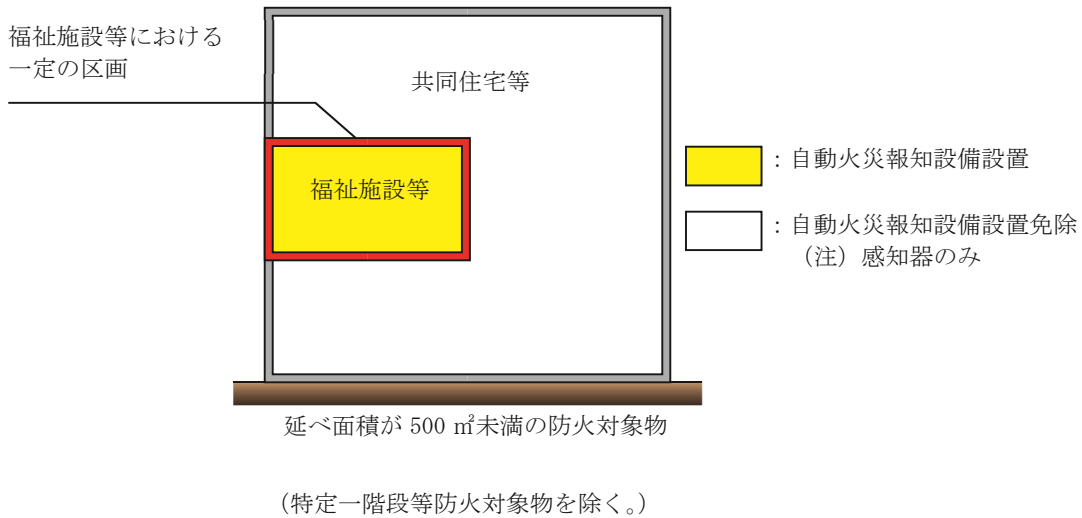 福祉施設等における
一定の区画
共同住宅等
福祉施設等
：自動火災報知設備設置
：自動火災報知設備設置免除
（注）感知器のみ
延べ面積が 500 ㎡未満の防火対象物
（特定一階段等防火対象物を除く。）